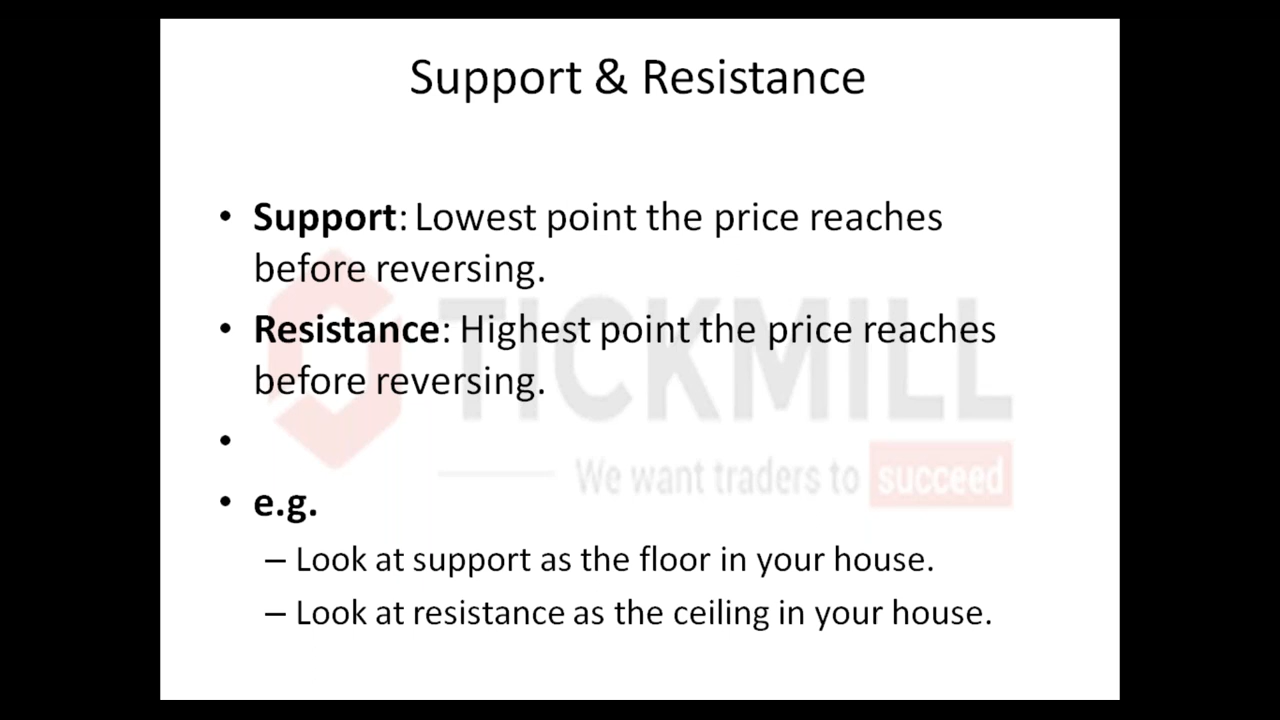 Support & Resistance
• Support: Lowest point the price reaches
before reversing.
• Resistance: Highest point the price reaches
before reversing.
TICKMILL
•
We want traders to succeed
• e.g.
– Look at support as the floor in your house.
– Look at resistance as the ceiling in your house.